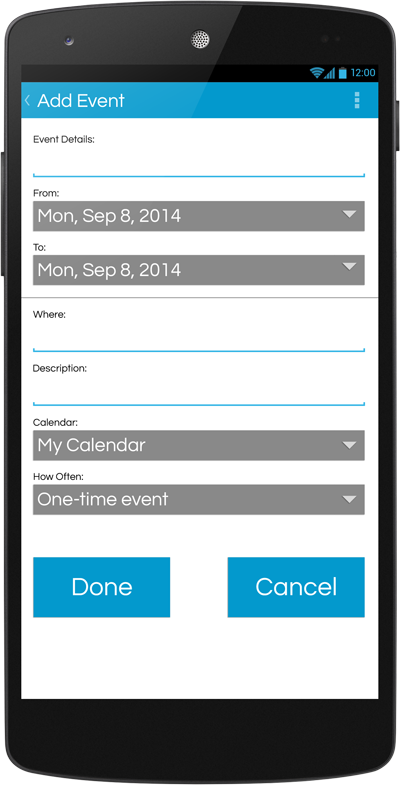 12:00
Add Event
Event Details:
From:
Mon, Sep 8, 2014
To:
Mon, Sep 8, 2014
Where:
Description:
Calendar:
My Calendar
How Often:
One-time event
Done Cancel